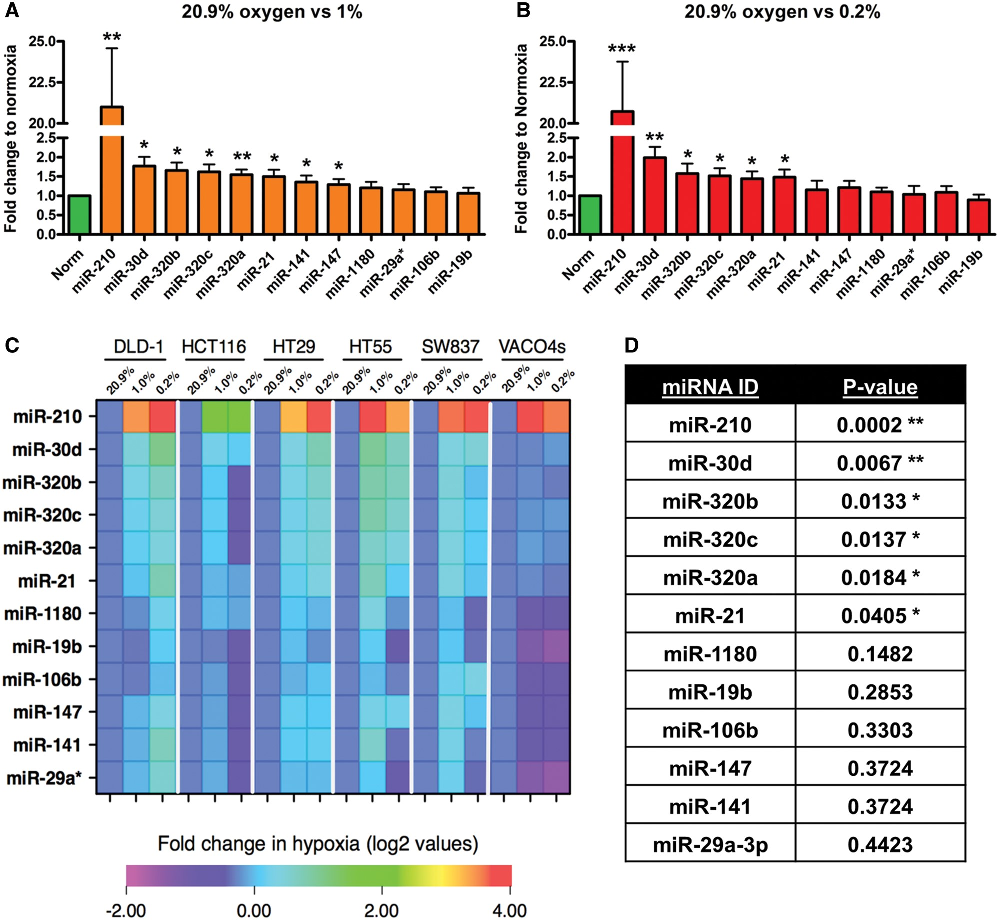 A
20.9% oxygen vs 1%
Fold change to normoxia
25.0
22.5
20.0
2.5
2.0
1.5
1.0
0.5
0.0
**
*
*
*
**
*
*
*
Norm
miR-210
miR-30d
miR-320b
miR-320c
miR-320a
miR-21
miR-141
miR-147
miR-1180
miR-29a*
miR-106b
miR-19b
B
20.9% oxygen vs 0.2%
Fold change to Normoxia
25.0
22.5
20.0
2.5
2.0
1.5
1.0
0.5
0.0
***
**
*
*
*
*
Norm
miR-210
miR-30d
miR-320b
miR-320c
miR-320a
miR-21
miR-141
miR-147
miR-1180
miR-29a*
miR-106b
miR-19b
C
DLD-1 HCT116 HT29 HT55 SW837 VACO4s
20.9% 1.0% 0.2% 20.9% 1.0% 0.2% 20.9% 1.0% 0.2% 20.9% 1.0% 0.2% 20.9% 1.0% 0.2% 20.9% 1.0% 0.2%
miR-210
miR-30d
miR-320b
miR-320c
miR-320a
miR-21
miR-1180
miR-19b
miR-106b
miR-147
miR-141
miR-29a*
Fold change in hypoxia (log2 values)
-2.00 0.00 2.00 4.00
D
miRNA ID P-value
miR-210 0.0002 **
miR-30d 0.0067 **
miR-320b 0.0133 *
miR-320c 0.0137 *
miR-320a 0.0184 *
miR-21 0.0405 *
miR-1180 0.1482
miR-19b 0.2853
miR-106b 0.3303
miR-147 0.3724
miR-141 0.3724
miR-29a-3p 0.4423